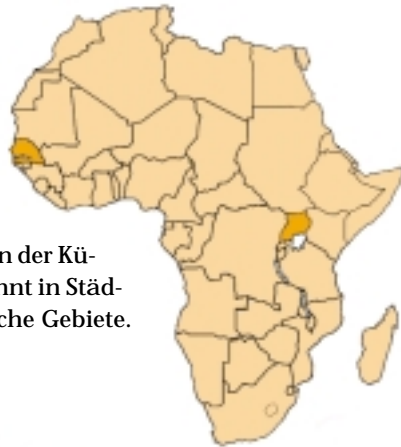 n der Kü-
nnt in Städ-
che Gebiete.